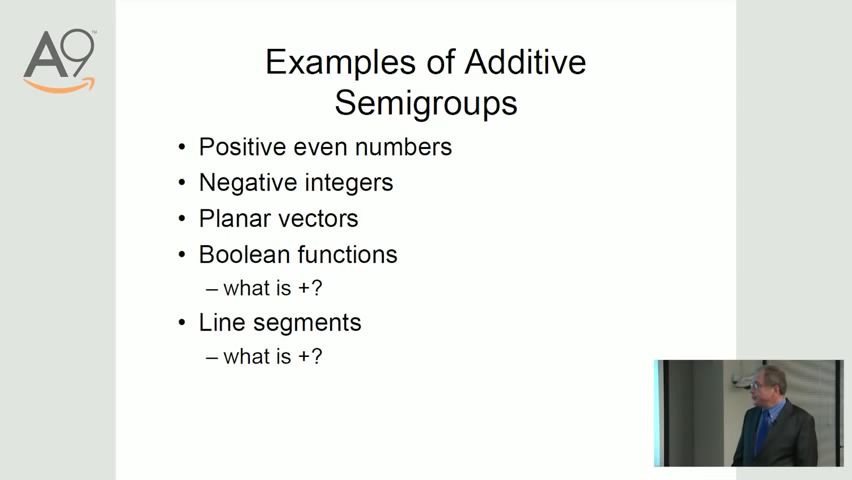 A9
Examples of Additive
Semigroups
• Positive even numbers
• Negative integers
• Planar vectors
• Boolean functions
– what is +?
• Line segments
– what is +?